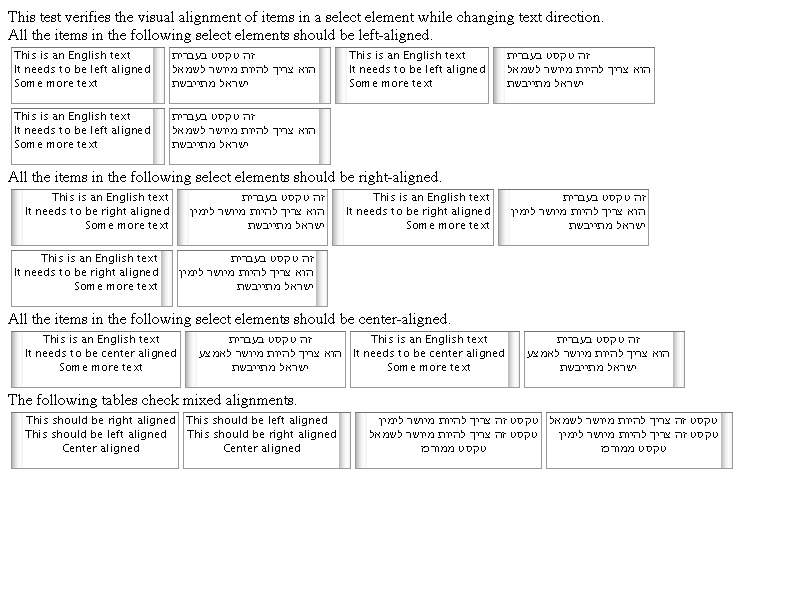 This test verifies the visual alignment of items in a select element while changing text direction.
All the items in the following select elements should be left-aligned.
This is an English text
It needs to be left aligned
Some more text
זה טקסט בעברית
הוא צריך להיות מיושר לשמאל
ישראל מתייבשת
This is an English text
It needs to be left aligned
Some more text
זה טקסט בעברית
הוא צריך להיות מיושר לשמאל
ישראל מתייבשת
This is an English text
It needs to be left aligned
Some more text
זה טקסט בעברית
הוא צריך להיות מיושר לשמאל
ישראל מתייבשת
All the items in the following select elements should be right-aligned.
This is an English text
It needs to be right aligned
Some more text
זה טקסט בעברית
הוא צריך להיות מיושר לימין
ישראל מתייבשת
This is an English text
It needs to be right aligned
Some more text
זה טקסט בעברית
הוא צריך להיות מיושר לימין
ישראל מתייבשת
This is an English text
It needs to be right aligned
Some more text
זה טקסט בעברית
הוא צריך להיות מיושר לימין
ישראל מתייבשת
All the items in the following select elements should be center-aligned.
This is an English text
It needs to be center aligned
Some more text
זה טקסט בעברית
הוא צריך להיות מיושר לאמצע
ישראל מתייבשת
This is an English text
It needs to be center aligned
Some more text
זה טקסט בעברית
הוא צריך להיות מיושר לאמצע
ישראל מתייבשת
The following tables check mixed alignments.
This should be right aligned
This should be left aligned
Center aligned
This should be left aligned
This should be right aligned
Center aligned
טקסט זה צריך להיות מיושר לימין
טקסט זה צריך להיות מיושר לשמאל
טקסט ממורכז
טקסט זה צריך להיות מיושר לשמאל
טקסט זה צריך להיות מיושר לימין
טקסט ממורכז